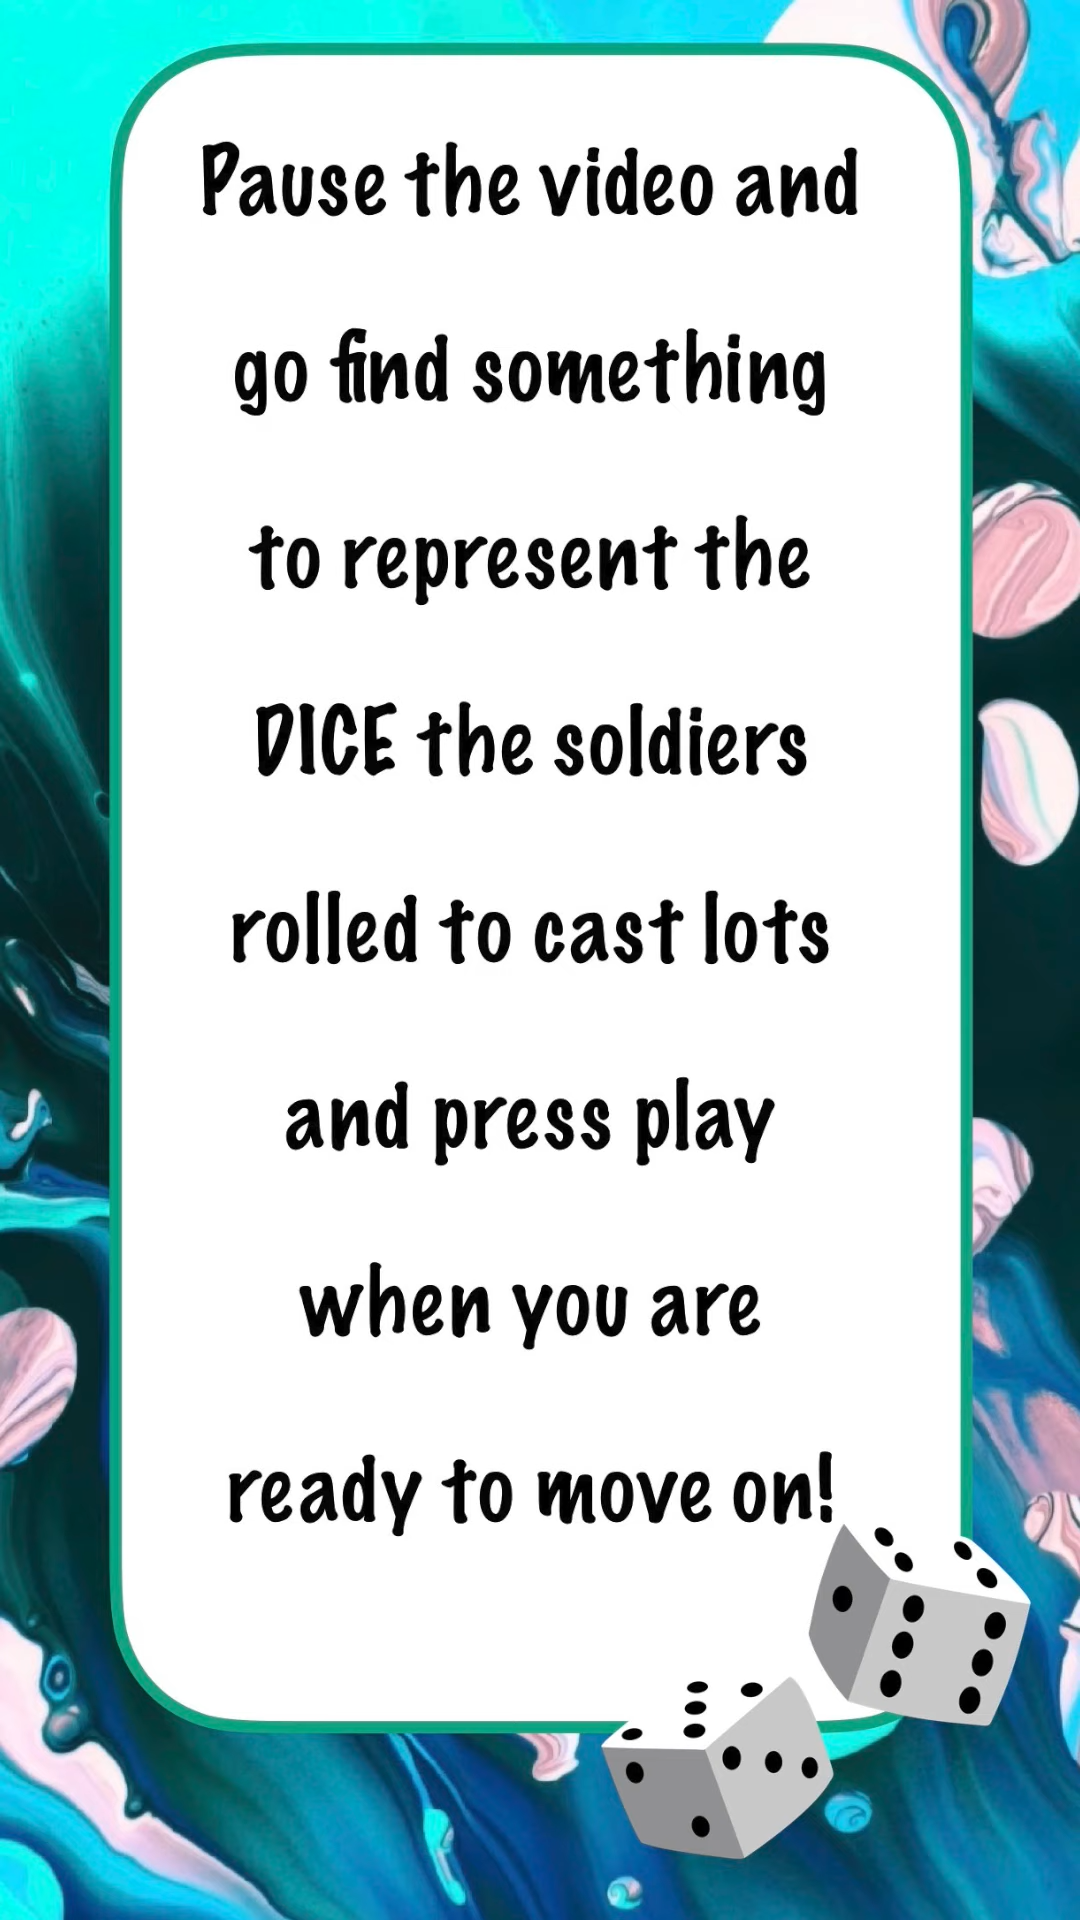 Pause the video and
go find something
to represent the
DICE the soldiers
rolled to cast lots
and press play
when you are
ready to move on!